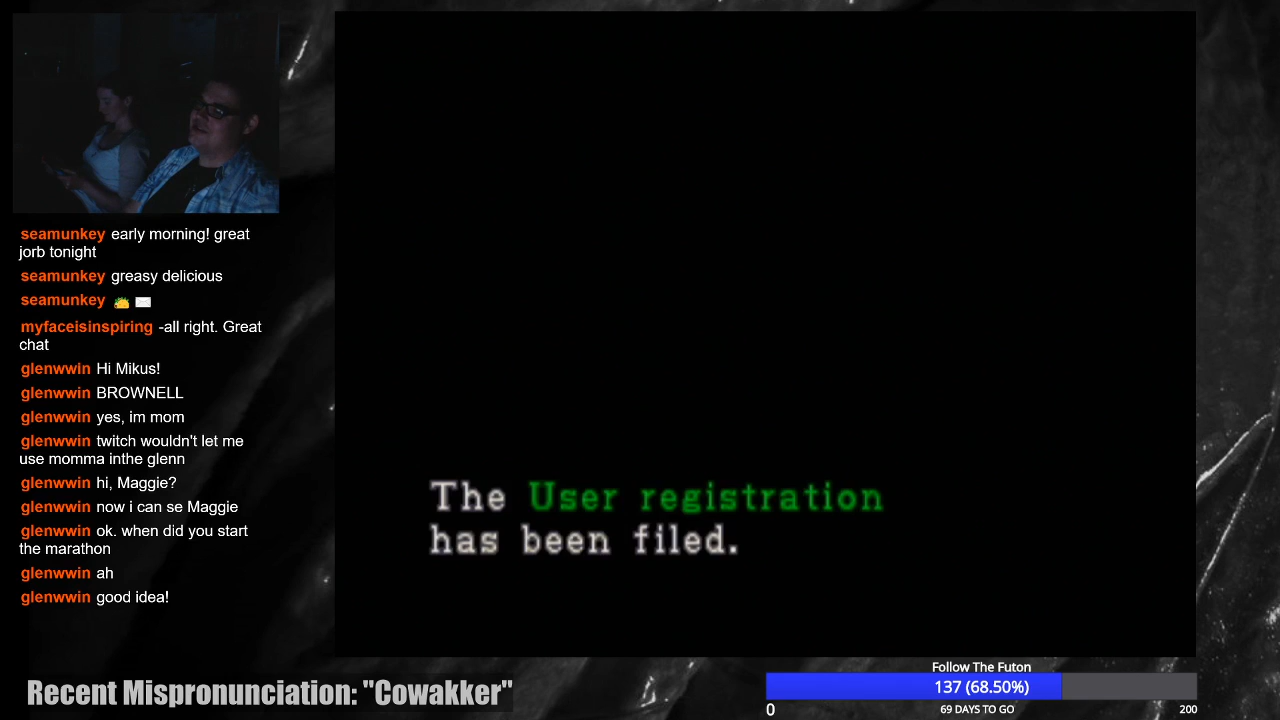 seamunkey early morning! great
jorb tonight
seamunkey greasy delicious
seamunkey 🌮 ✉️
myfaceisinspiring -all right. Great
chat
glenwwin Hi Mikus!
glenwwin BROWNELL
glenwwin yes, im mom
glenwwin twitch wouldn't let me
use momma inthe glenn
glenwwin hi, Maggie?
glenwwin now i can se Maggie
glenwwin ok. when did you start
the marathon
glenwwin ah
glenwwin good idea!
The User registration
has been filed.
Recent Mispronunciation: "Cowakker"
Follow The Futon
137 (68.50%)
0 69 DAYS TO GO 200